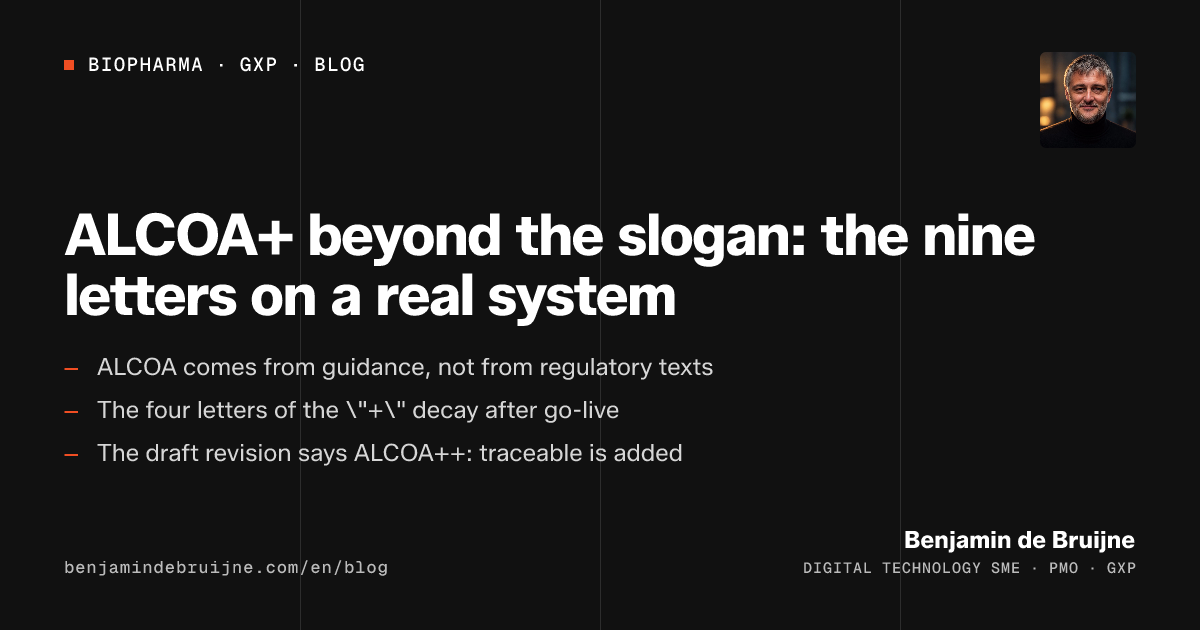 BIOPHARMA · GXP · BLOG
ALCOA+ beyond the slogan: the nine
letters on a real system
– ALCOA comes from guidance, not from regulatory texts
– The four letters of the \"+\" decay after go-live
– The draft revision says ALCOA++: traceable is added
Benjamin de Bruijne
benjamindebruijne.com/en/blog
DIGITAL TECHNOLOGY SME · PMO · GXP